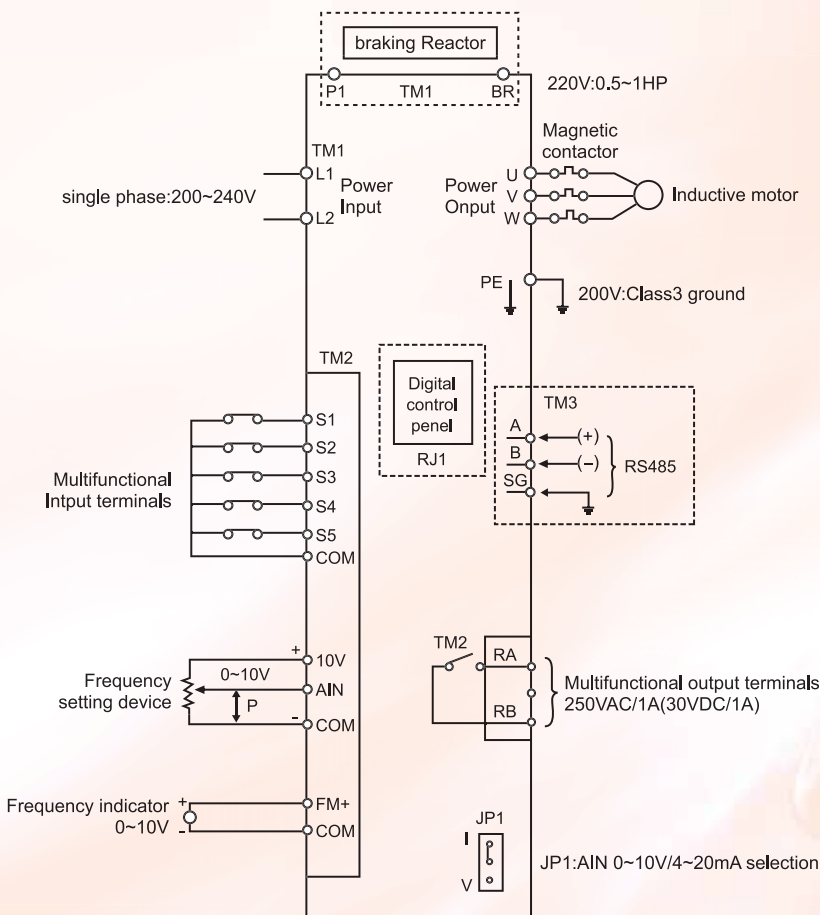 braking Reactor
P1
TM1
BR
220V:0.5~1HP
TM1
L1
L2
Power
Input
single phase:200~240V
Magnetic
contactor
Power
Onput
U
V
W
Inductive motor
PE
200V:Class3 ground
TM2
Digital
control
penel
RJ1
TM3
A
(+)
B
(−)
SG
RS485
S1
S2
S3
S4
S5
COM
Multifunctional
Intput terminals
+
10V
0~10V
AIN
P
-
COM
Frequency
setting device
TM2
RA
RB
Multifunctional output terminals
250VAC/1A(30VDC/1A)
Frequency indicator
0~10V
+
-
FM+
COM
JP1
I
V
JP1:AIN 0~10V/4~20mA selection